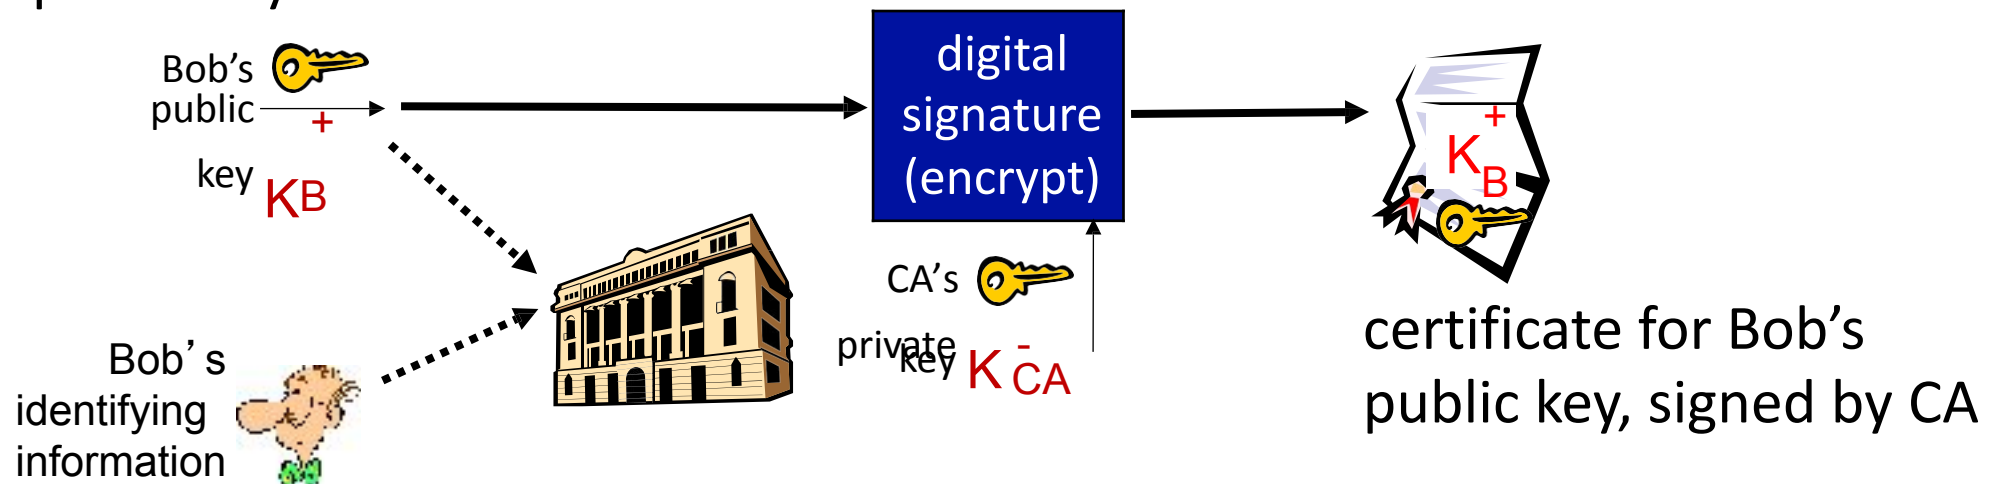 Bob's
public
+
key KB
digital
signature
(encrypt)
+
K
B
CA's
private
key K - CA
Bob's
identifying
information
certificate for Bob's
public key, signed by CA